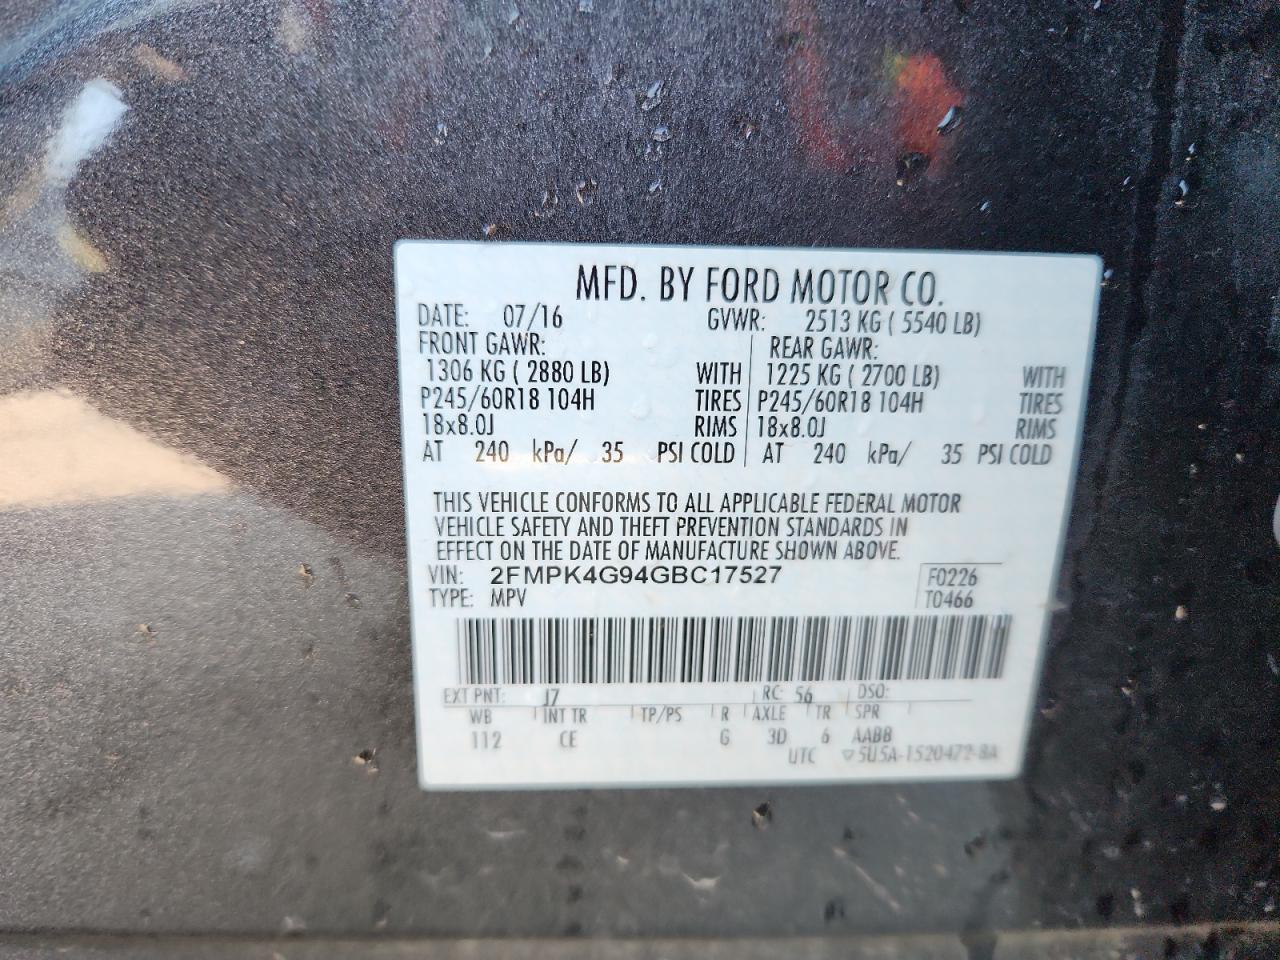 MFD. BY FORD MOTOR CO.
DATE: 07/16 GVWR: 2513 KG ( 5540 LB)
FRONT GAWR: REAR GAWR:
1306 KG ( 2880 LB) WITH 1225 KG ( 2700 LB) WITH
P245/60R18 104H TIRES P245/60R18 104H TIRES
18x8.0J RIMS 18x8.0J RIMS
AT 240 kPa/ 35 PSI COLD AT 240 kPa/ 35 PSI COLD
THIS VEHICLE CONFORMS TO ALL APPLICABLE FEDERAL MOTOR
VEHICLE SAFETY AND THEFT PREVENTION STANDARDS IN
EFFECT ON THE DATE OF MANUFACTURE SHOWN ABOVE.
VIN: 2FMPK4G94GBC17527 F0226
TYPE: MPV T0466
EXT PNT: J7 RC: 56 DSO:
WB INT TR TP/PS R AXLE TR SPR
112 CE G 3D 6 AABB
UTC ▽5U5A-1520472-8A